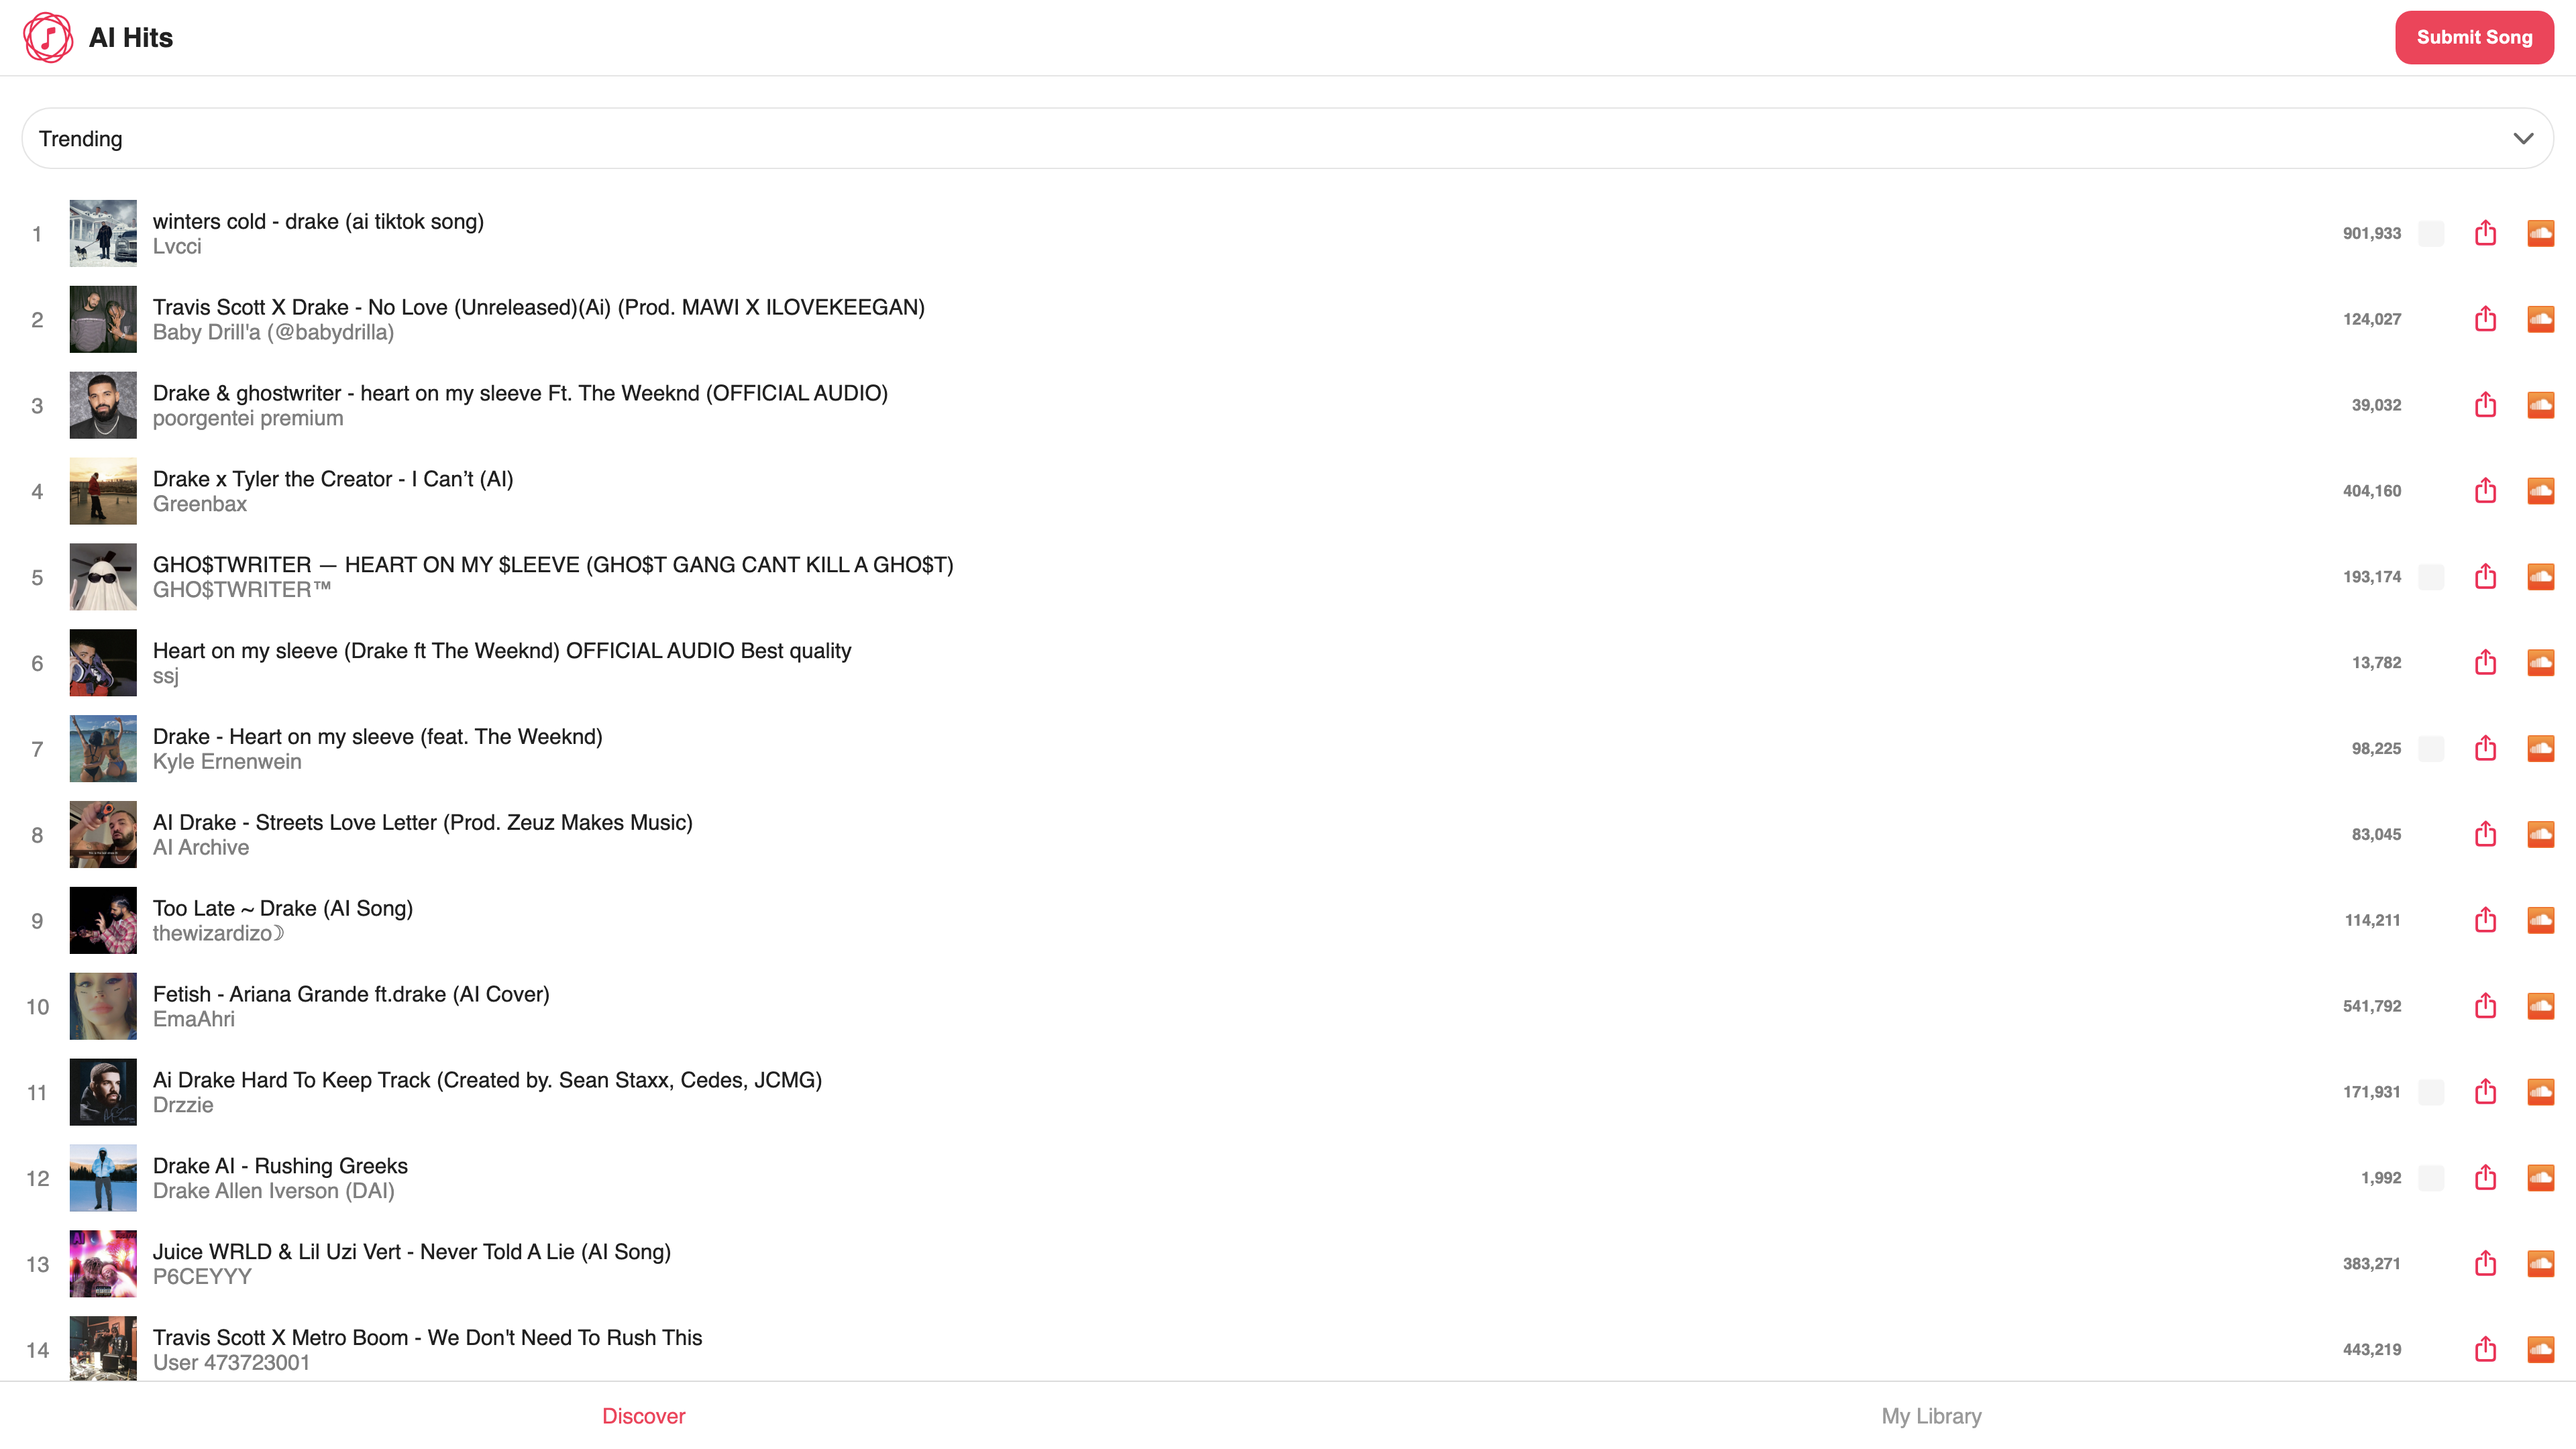 AI Hits
Submit Song
Trending
1
winters cold - drake (ai tiktok song)
Lvcci
901,933
2
Travis Scott X Drake - No Love (Unreleased)(Ai) (Prod. MAWI X ILOVEKEEGAN)
Baby Drill'a (@babydrilla)
124,027
3
Drake & ghostwriter - heart on my sleeve Ft. The Weeknd (OFFICIAL AUDIO)
poorgentei premium
39,032
4
Drake x Tyler the Creator - I Can’t (AI)
Greenbax
404,160
5
GHO$TWRITER — HEART ON MY $LEEVE (GHO$T GANG CANT KILL A GHO$T)
GHO$TWRITER™
193,174
6
Heart on my sleeve (Drake ft The Weeknd) OFFICIAL AUDIO Best quality
ssj
13,782
7
Drake - Heart on my sleeve (feat. The Weeknd)
Kyle Ernenwein
98,225
8
AI Drake - Streets Love Letter (Prod. Zeuz Makes Music)
AI Archive
83,045
9
Too Late ~ Drake (AI Song)
thewizardizo☽
114,211
10
Fetish - Ariana Grande ft.drake (AI Cover)
EmaAhri
541,792
11
Ai Drake Hard To Keep Track (Created by. Sean Staxx, Cedes, JCMG)
Drzzie
171,931
12
Drake AI - Rushing Greeks
Drake Allen Iverson (DAI)
1,992
13
Juice WRLD & Lil Uzi Vert - Never Told A Lie (AI Song)
P6CEYYY
383,271
14
Travis Scott X Metro Boom - We Don't Need To Rush This
User 473723001
443,219
Discover
My Library